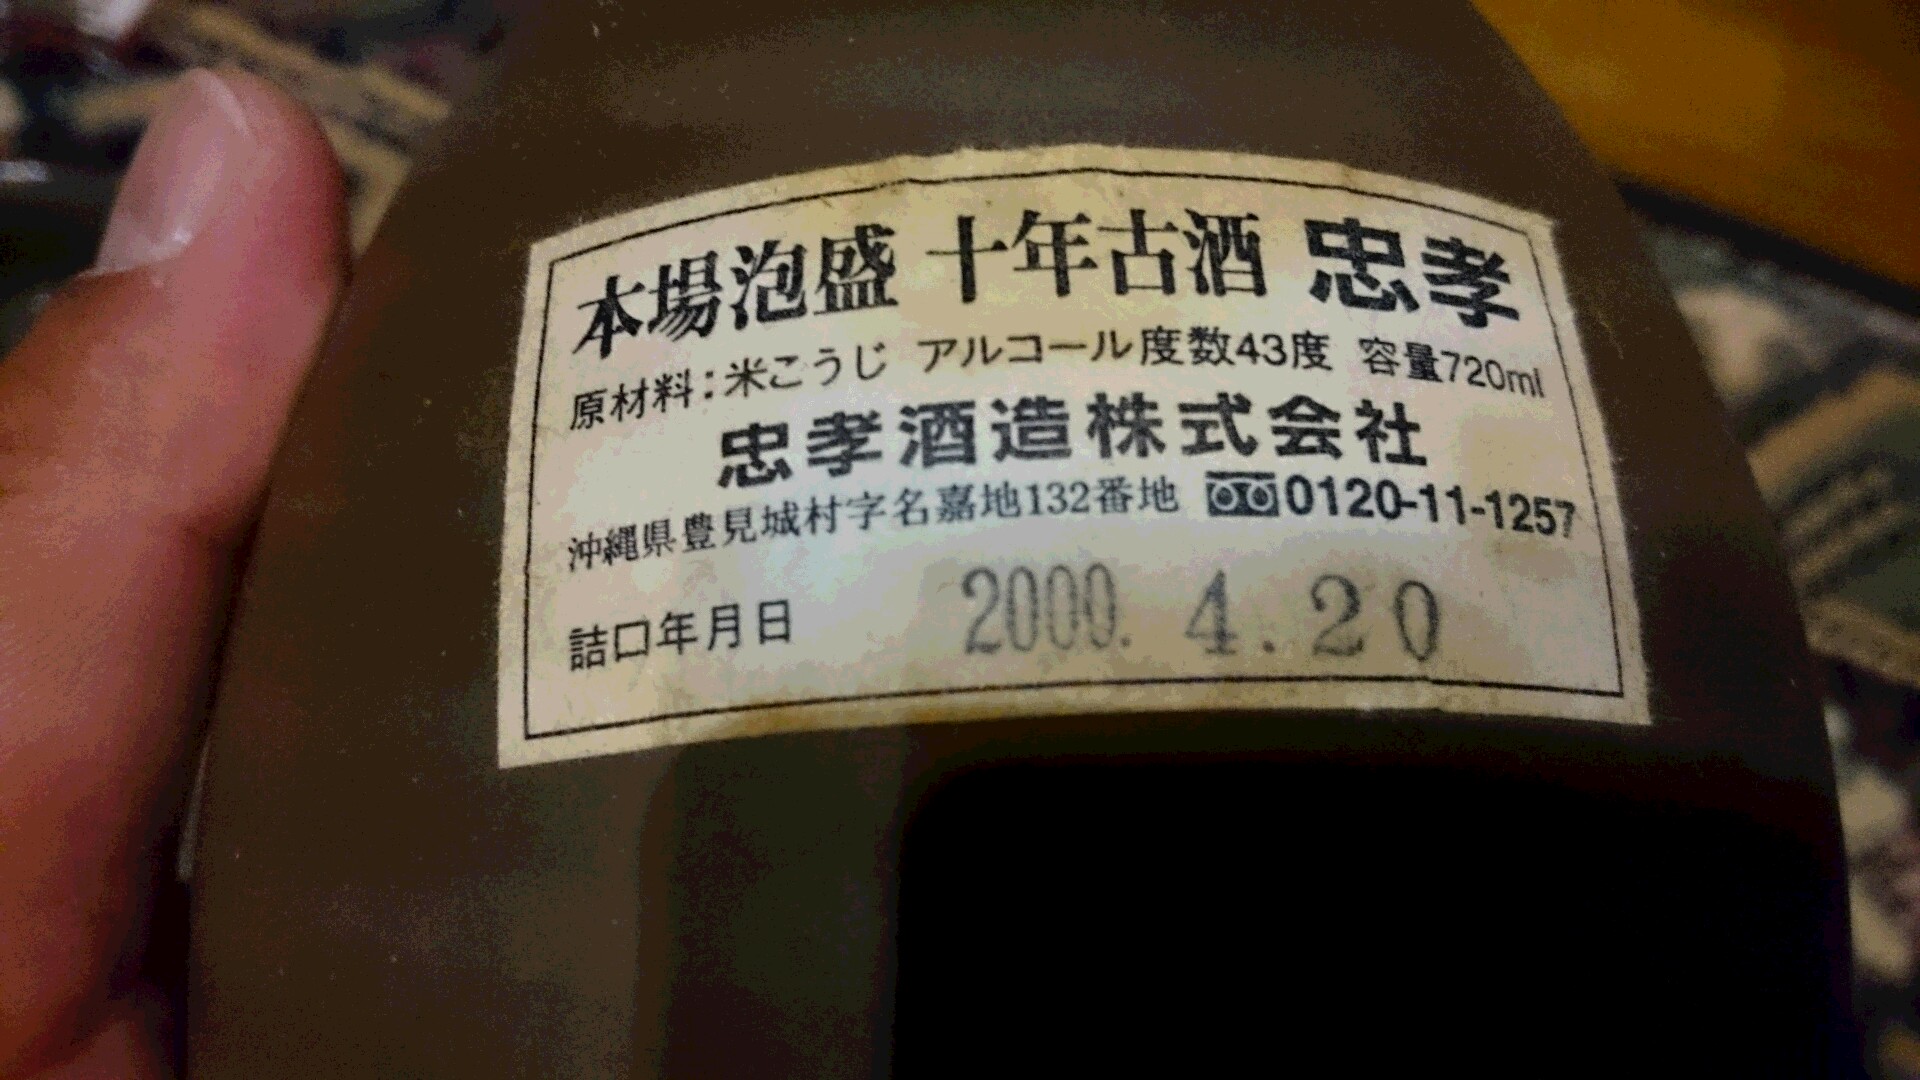 本場泡盛 十年古酒 忠孝
原材料：米こうじ アルコール度数43度 容量720ml
忠孝酒造株式会社
沖縄県豊見城村字名嘉地132番地 0120-11-1257
詰口年月日 2000. 4.20